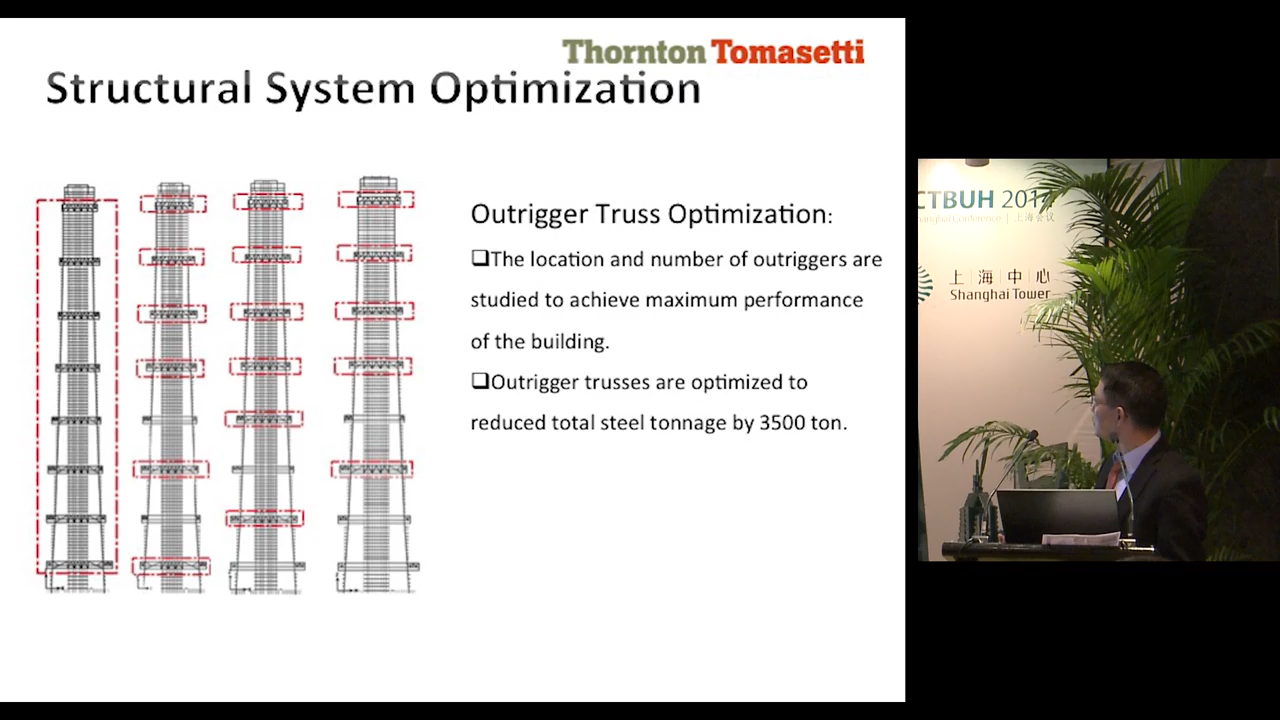 Thornton Tomasetti
Structural System Optimization
Outrigger Truss Optimization:
❑The location and number of outriggers are
studied to achieve maximum performance
of the building.
❑Outrigger trusses are optimized to
reduced total steel tonnage by 3500 ton.
CTBUH 2012
Shanghai Conference | 上海会议
上海中心
Shanghai Tower